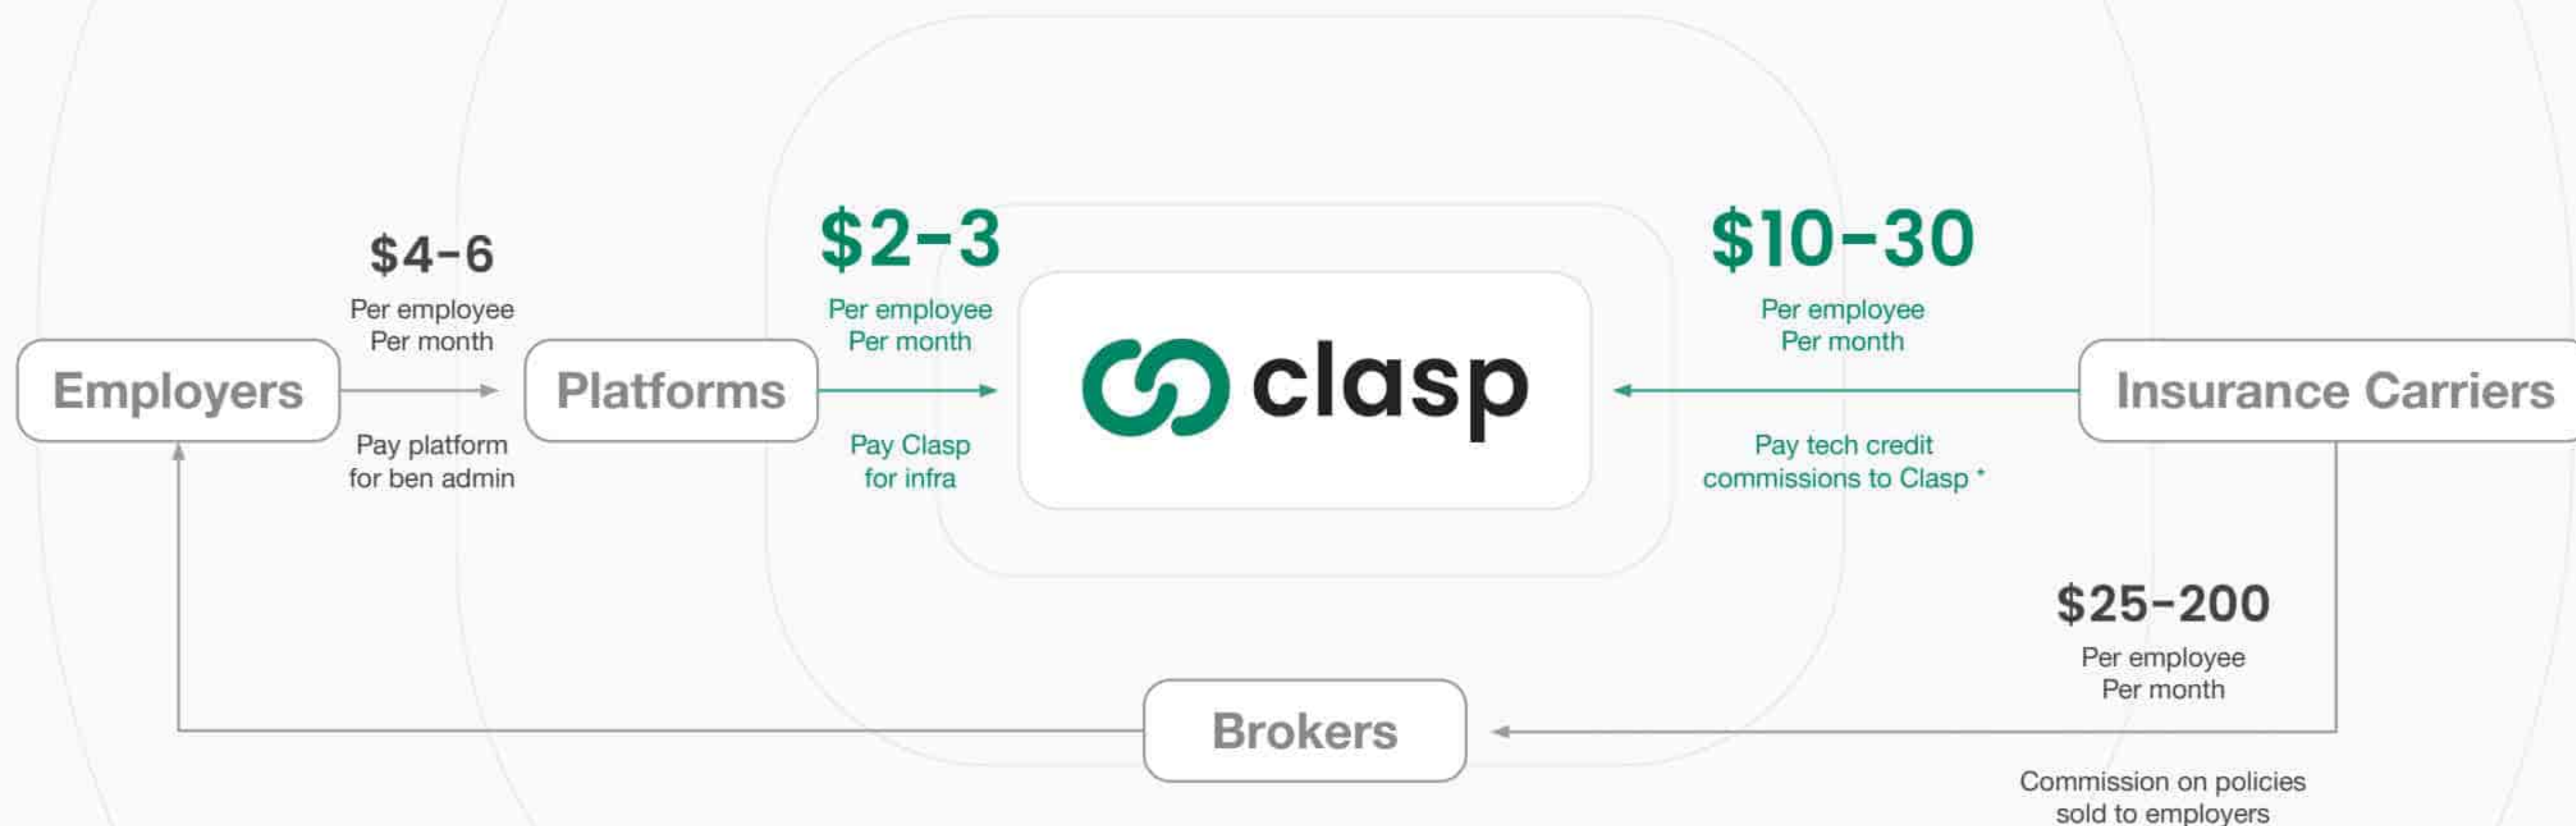 $4-6
Per employee
Per month
Employers
Pay platform
for ben admin
Platforms
$2-3
Per employee
Per month
Pay Clasp
for infra
clasp
$10-30
Per employee
Per month
Pay tech credit
commissions to Clasp *
Insurance Carriers
$25-200
Per employee
Per month
Brokers
Commission on policies
sold to employers